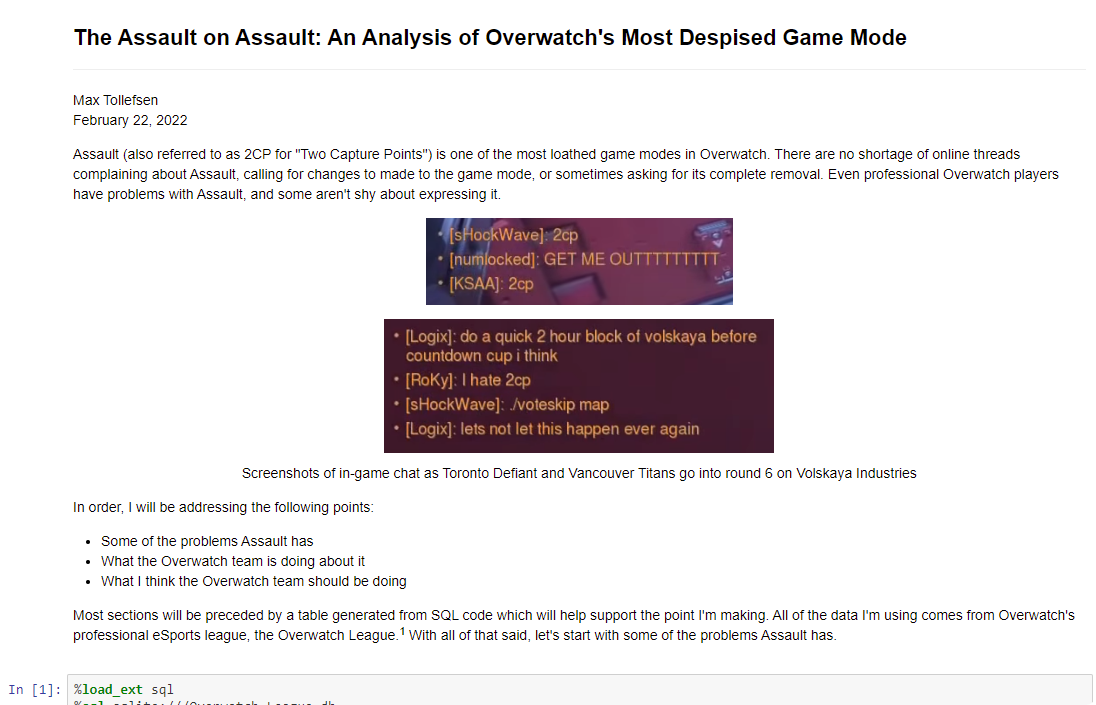 The Assault on Assault: An Analysis of Overwatch's Most Despised Game Mode
Max Tollefsen
February 22, 2022
Assault (also referred to as 2CP for "Two Capture Points") is one of the most loathed game modes in Overwatch. There are no shortage of online threads
complaining about Assault, calling for changes to made to the game mode, or sometimes asking for its complete removal. Even professional Overwatch players
have problems with Assault, and some aren't shy about expressing it.
• [sHockWave]: 2cp
• [numlocked]: GET ME OUTTTTTTTTT
• [KSAA]: 2cp
• [Logix]: do a quick 2 hour block of volskaya before
countdown cup i think
• [RoKy]: I hate 2cp
• [sHockWave]: ./voteskip map
• [Logix]: lets not let this happen ever again
Screenshots of in-game chat as Toronto Defiant and Vancouver Titans go into round 6 on Volskaya Industries
In order, I will be addressing the following points:
• Some of the problems Assault has
• What the Overwatch team is doing about it
• What I think the Overwatch team should be doing
Most sections will be preceded by a table generated from SQL code which will help support the point I'm making. All of the data I'm using comes from Overwatch's
professional eSports league, the Overwatch League.1 With all of that said, let's start with some of the problems Assault has.
In [1]: %load_ext sql